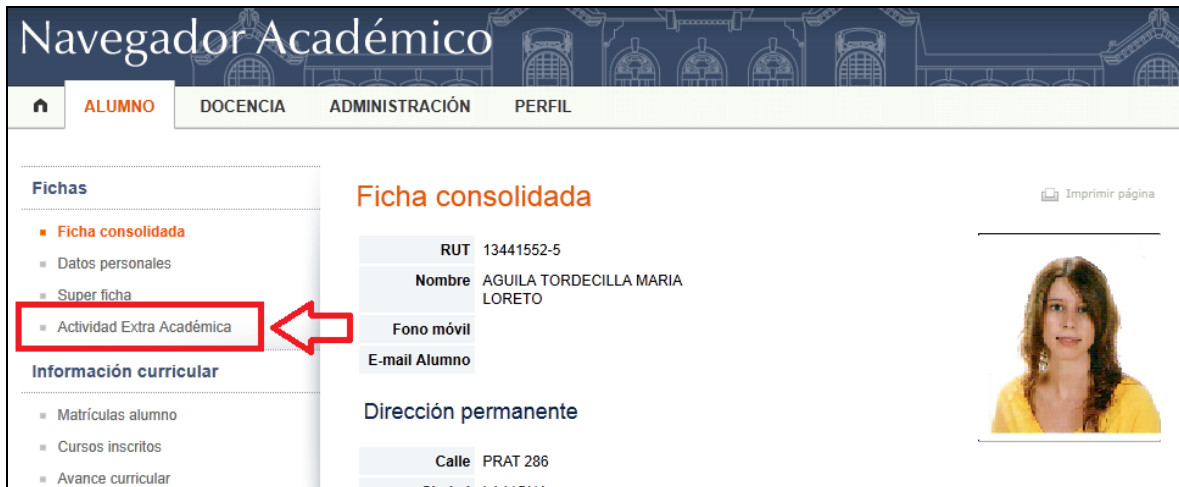 Navegador Académico
ALUMNO DOCENCIA ADMINISTRACIÓN PERFIL
Fichas
Ficha consolidada
Datos personales
Super ficha
Actividad Extra Académica
Información curricular
Matrículas alumno
Cursos inscritos
Avance curricular
Ficha consolidada
Imprimir página
RUT 13441552-5
Nombre AGUILA TORDECILLA MARIA
LORETO
Fono móvil
E-mail Alumno
Dirección permanente
Calle PRAT 286